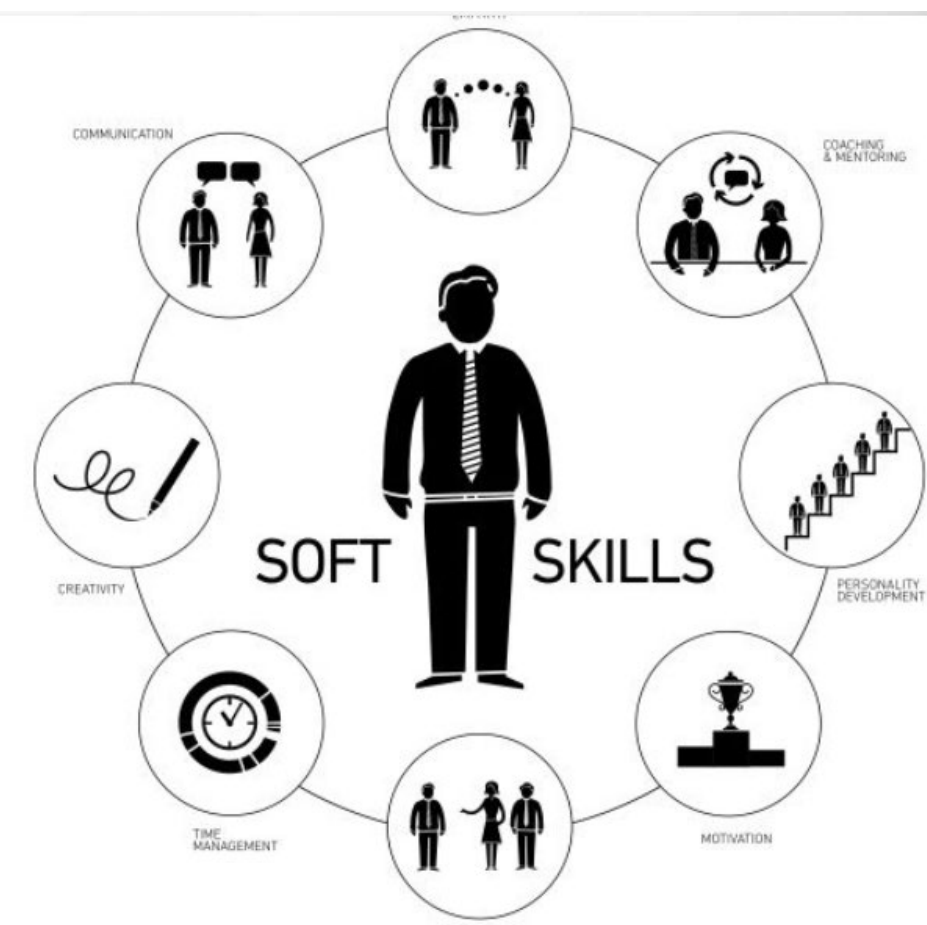 COMMUNICATION
COACHING
& MENTORING
SOFT SKILLS
CREATIVITY
PERSONALITY
DEVELOPMENT
TIME
MANAGEMENT
MOTIVATION